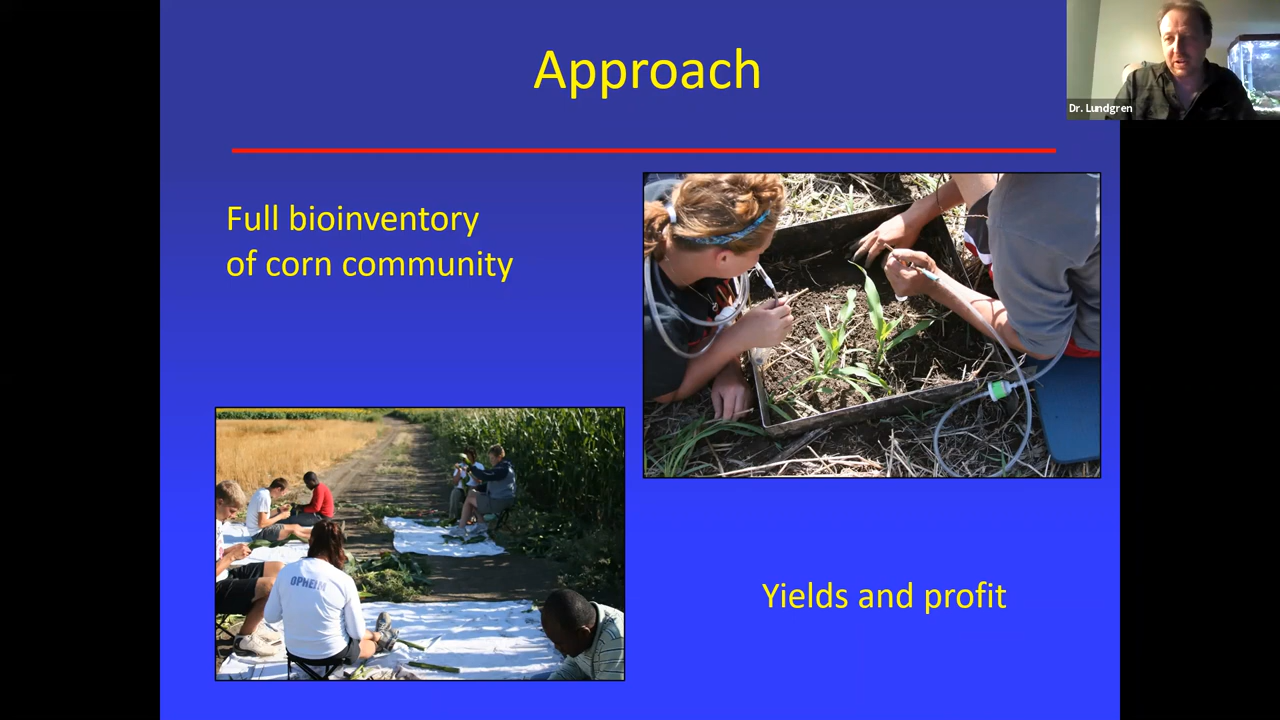 Approach
Dr. Lundgren
Full bioinventory
of corn community
OPHEIM
Yields and profit